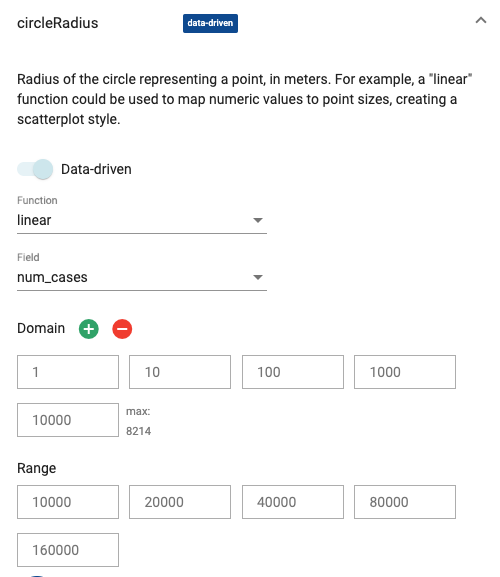 circleRadius
data-driven
Radius of the circle representing a point, in meters. For example, a "linear"
function could be used to map numeric values to point sizes, creating a
scatterplot style.
Data-driven
Function
linear
Field
num_cases
Domain
1 10 100 1000
10000 max:
8214
Range
10000 20000 40000 80000
160000